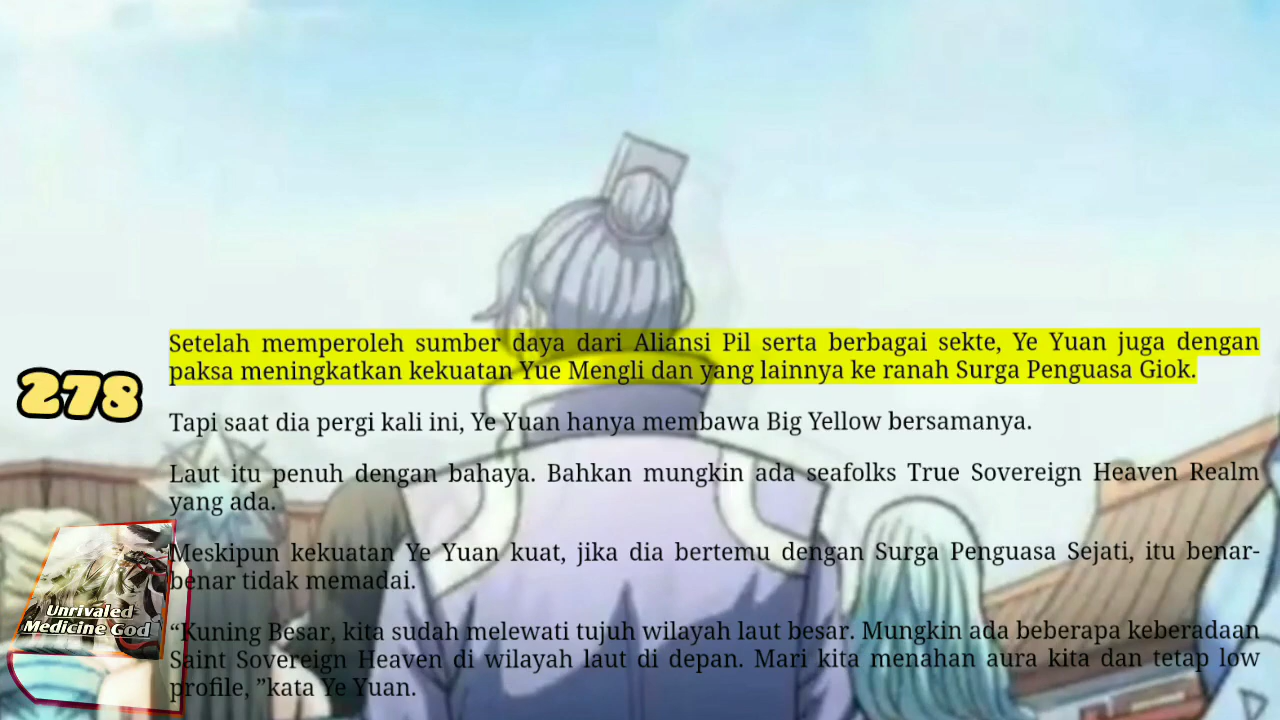 Setelah memperoleh sumber daya dari Aliansi Pil serta berbagai sekte, Ye Yuan juga dengan
paksa meningkatkan kekuatan Yue Mengli dan yang lainnya ke ranah Surga Penguasa Giok.
278
Tapi saat dia pergi kali ini, Ye Yuan hanya membawa Big Yellow bersamanya.
Laut itu penuh dengan bahaya. Bahkan mungkin ada seafolks True Sovereign Heaven Realm
yang ada.
Meskipun kekuatan Ye Yuan kuat, jika dia bertemu dengan Surga Penguasa Sejati, itu benar-
benar tidak memadai.
Unrivaled
Medicine God
“Kuning Besar, kita sudah melewati tujuh wilayah laut besar. Mungkin ada beberapa keberadaan
Saint Sovereign Heaven di wilayah laut di depan. Mari kita menahan aura kita dan tetap low
profile, ”kata Ye Yuan.